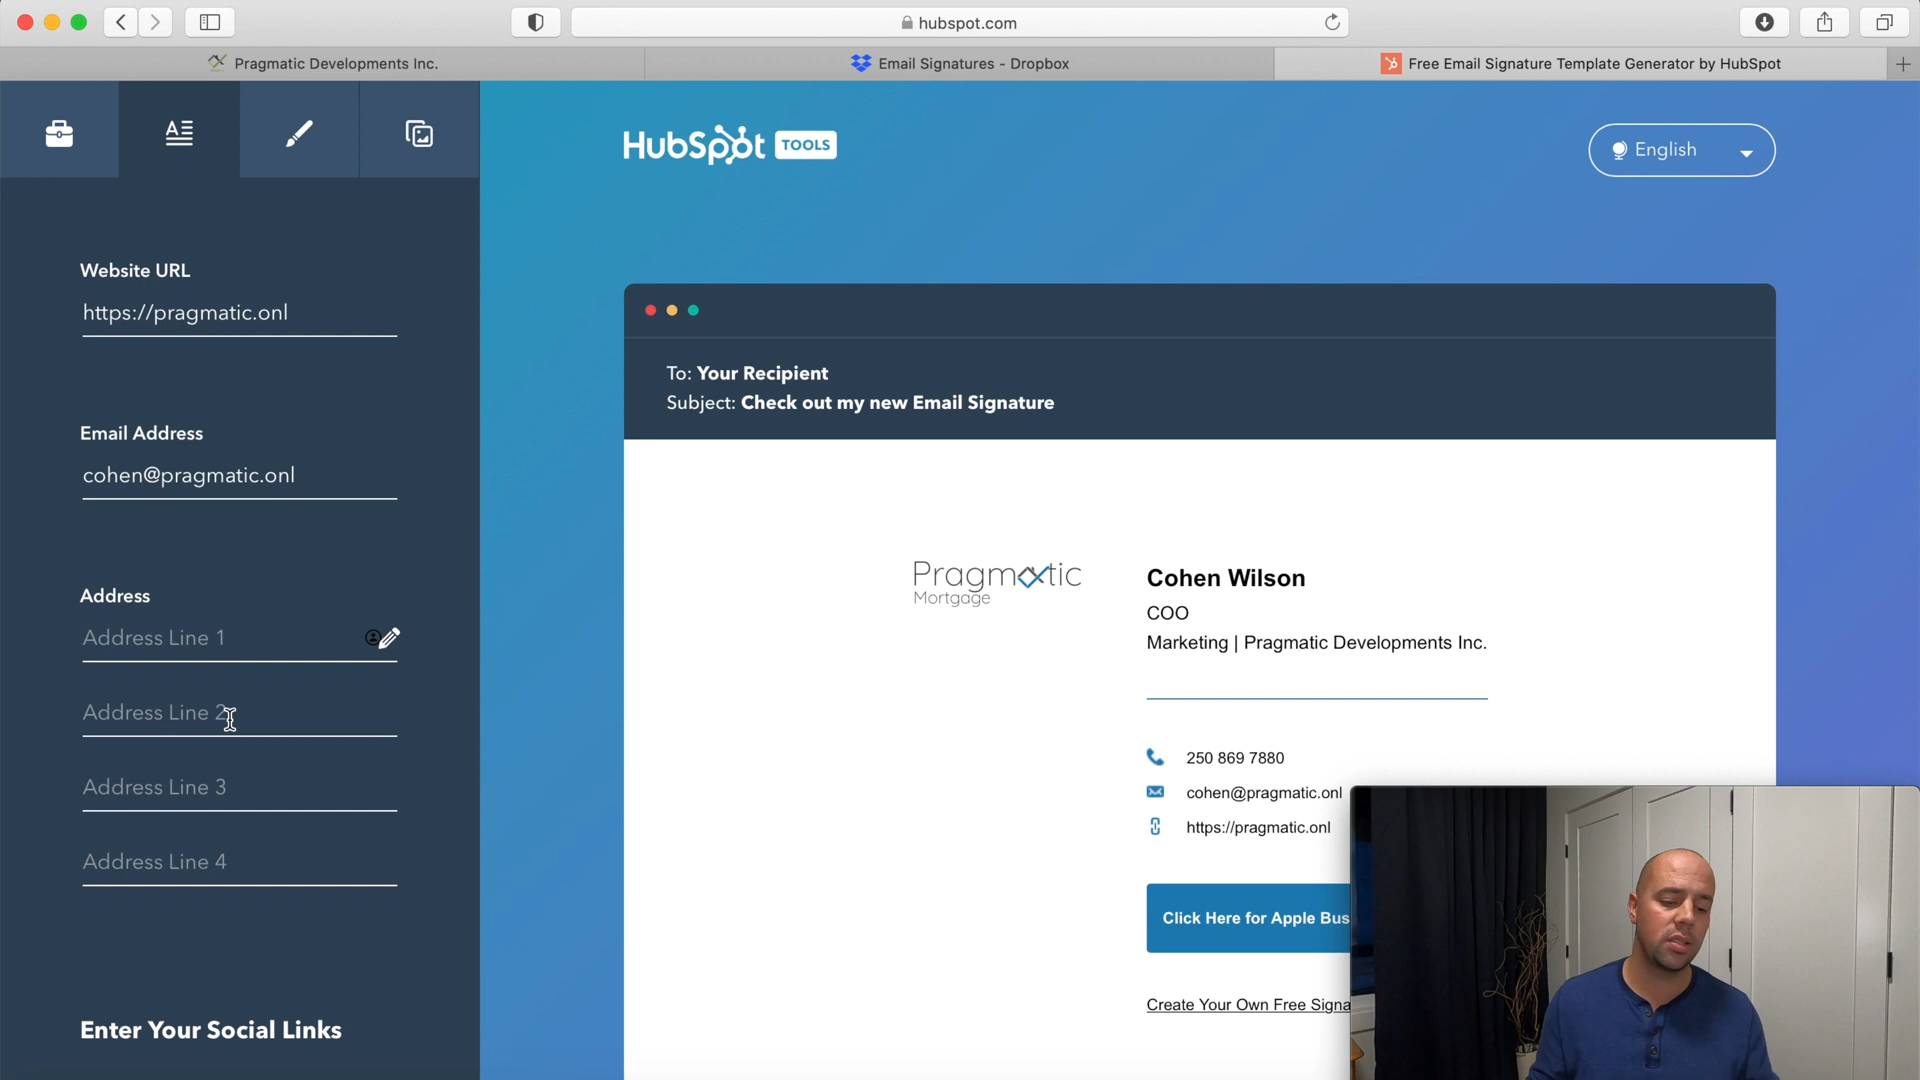 hubspot.com
Pragmatic Developments Inc.
Email Signatures - Dropbox
Free Email Signature Template Generator by HubSpot
HubSpot TOOLS
English
Website URL
https://pragmatic.onl
Email Address
cohen@pragmatic.onl
Address
Address Line 1
Address Line 2
Address Line 3
Address Line 4
Enter Your Social Links
To: Your Recipient
Subject: Check out my new Email Signature
Pragmatic
Mortgage
Cohen Wilson
COO
Marketing | Pragmatic Developments Inc.
250 869 7880
cohen@pragmatic.onl
https://pragmatic.onl
Click Here for Apple Bus
Create Your Own Free Signa